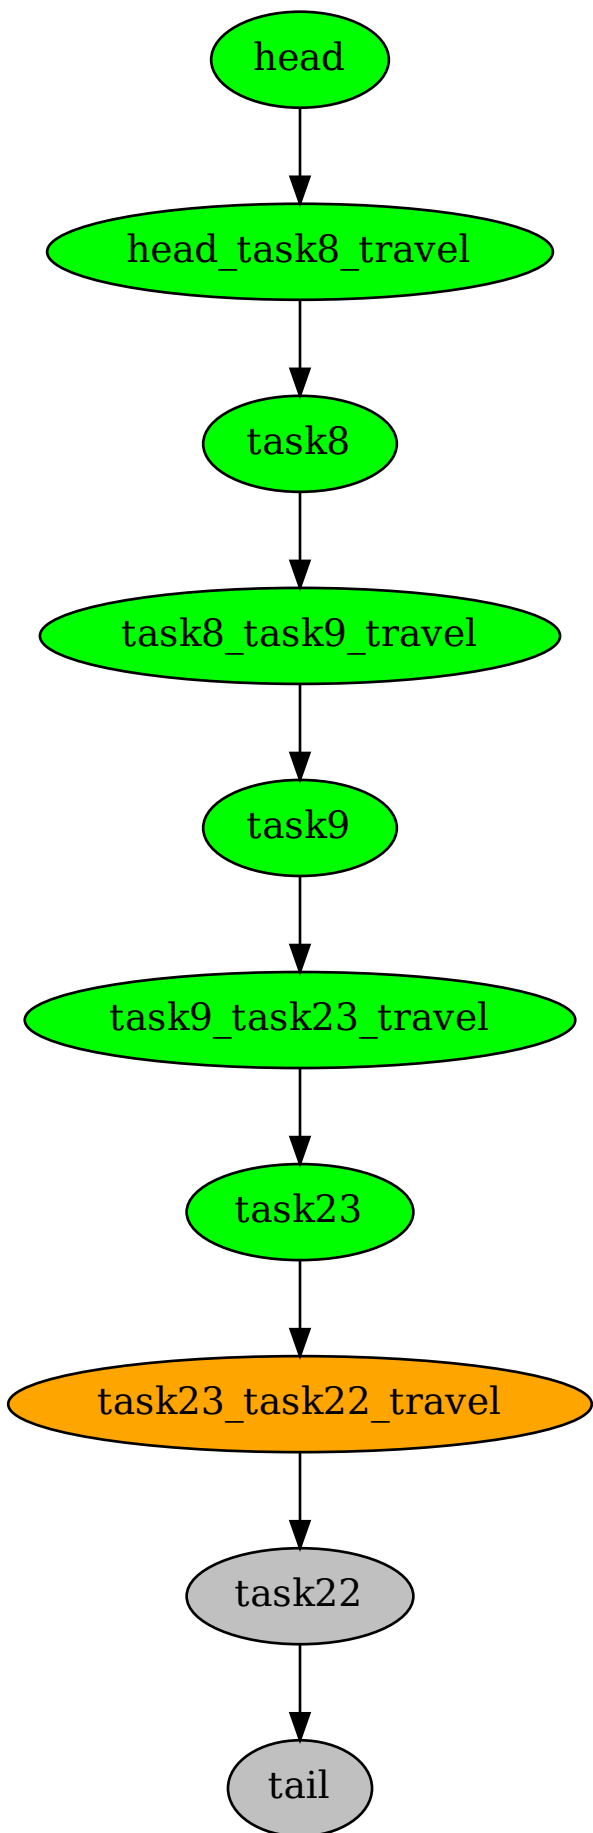 head
head_task8_travel
task8
task8_task9_travel
task9
task9_task23_travel
task23
task23_task22_travel
task22
tail